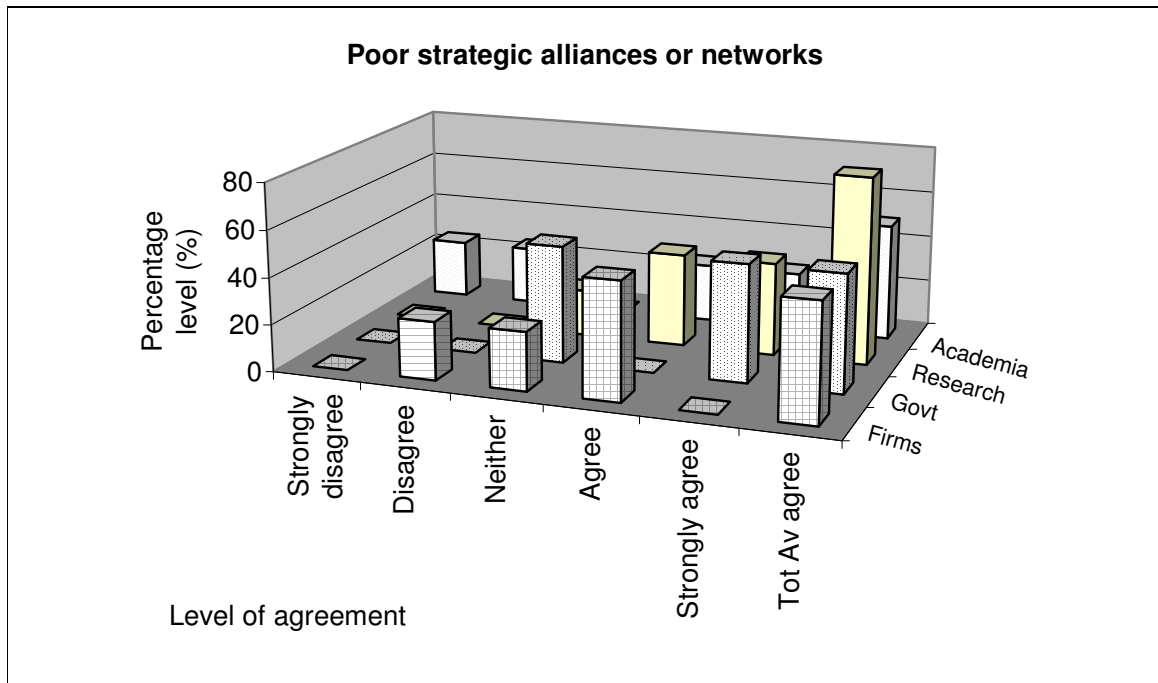 Poor strategic alliances or networks
80
60
40
20
0
Percentage
level (%)
Strongly
disagree
Disagree
Neither
Agree
Strongly agree
Tot Av agree
Academia
Research
Govt
Firms
Level of agreement